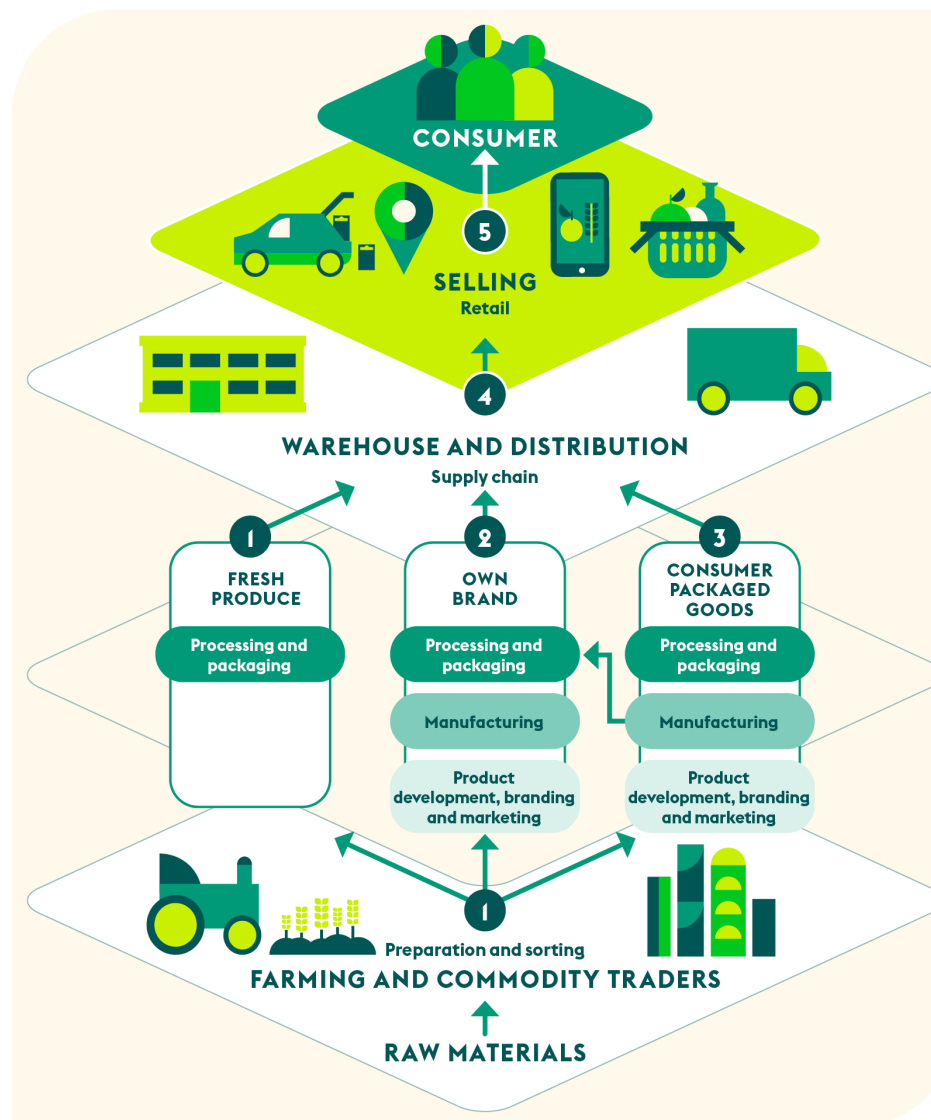 CONSUMER
5
SELLING
Retail
4
WAREHOUSE AND DISTRIBUTION
Supply chain
1
FRESH
PRODUCE
Processing and
packaging
2
OWN
BRAND
Processing and
packaging
Manufacturing
Product
development, branding
and marketing
3
CONSUMER
PACKAGED
GOODS
Processing and
packaging
Manufacturing
Product
development, branding
and marketing
1
Preparation and sorting
FARMING AND COMMODITY TRADERS
RAW MATERIALS